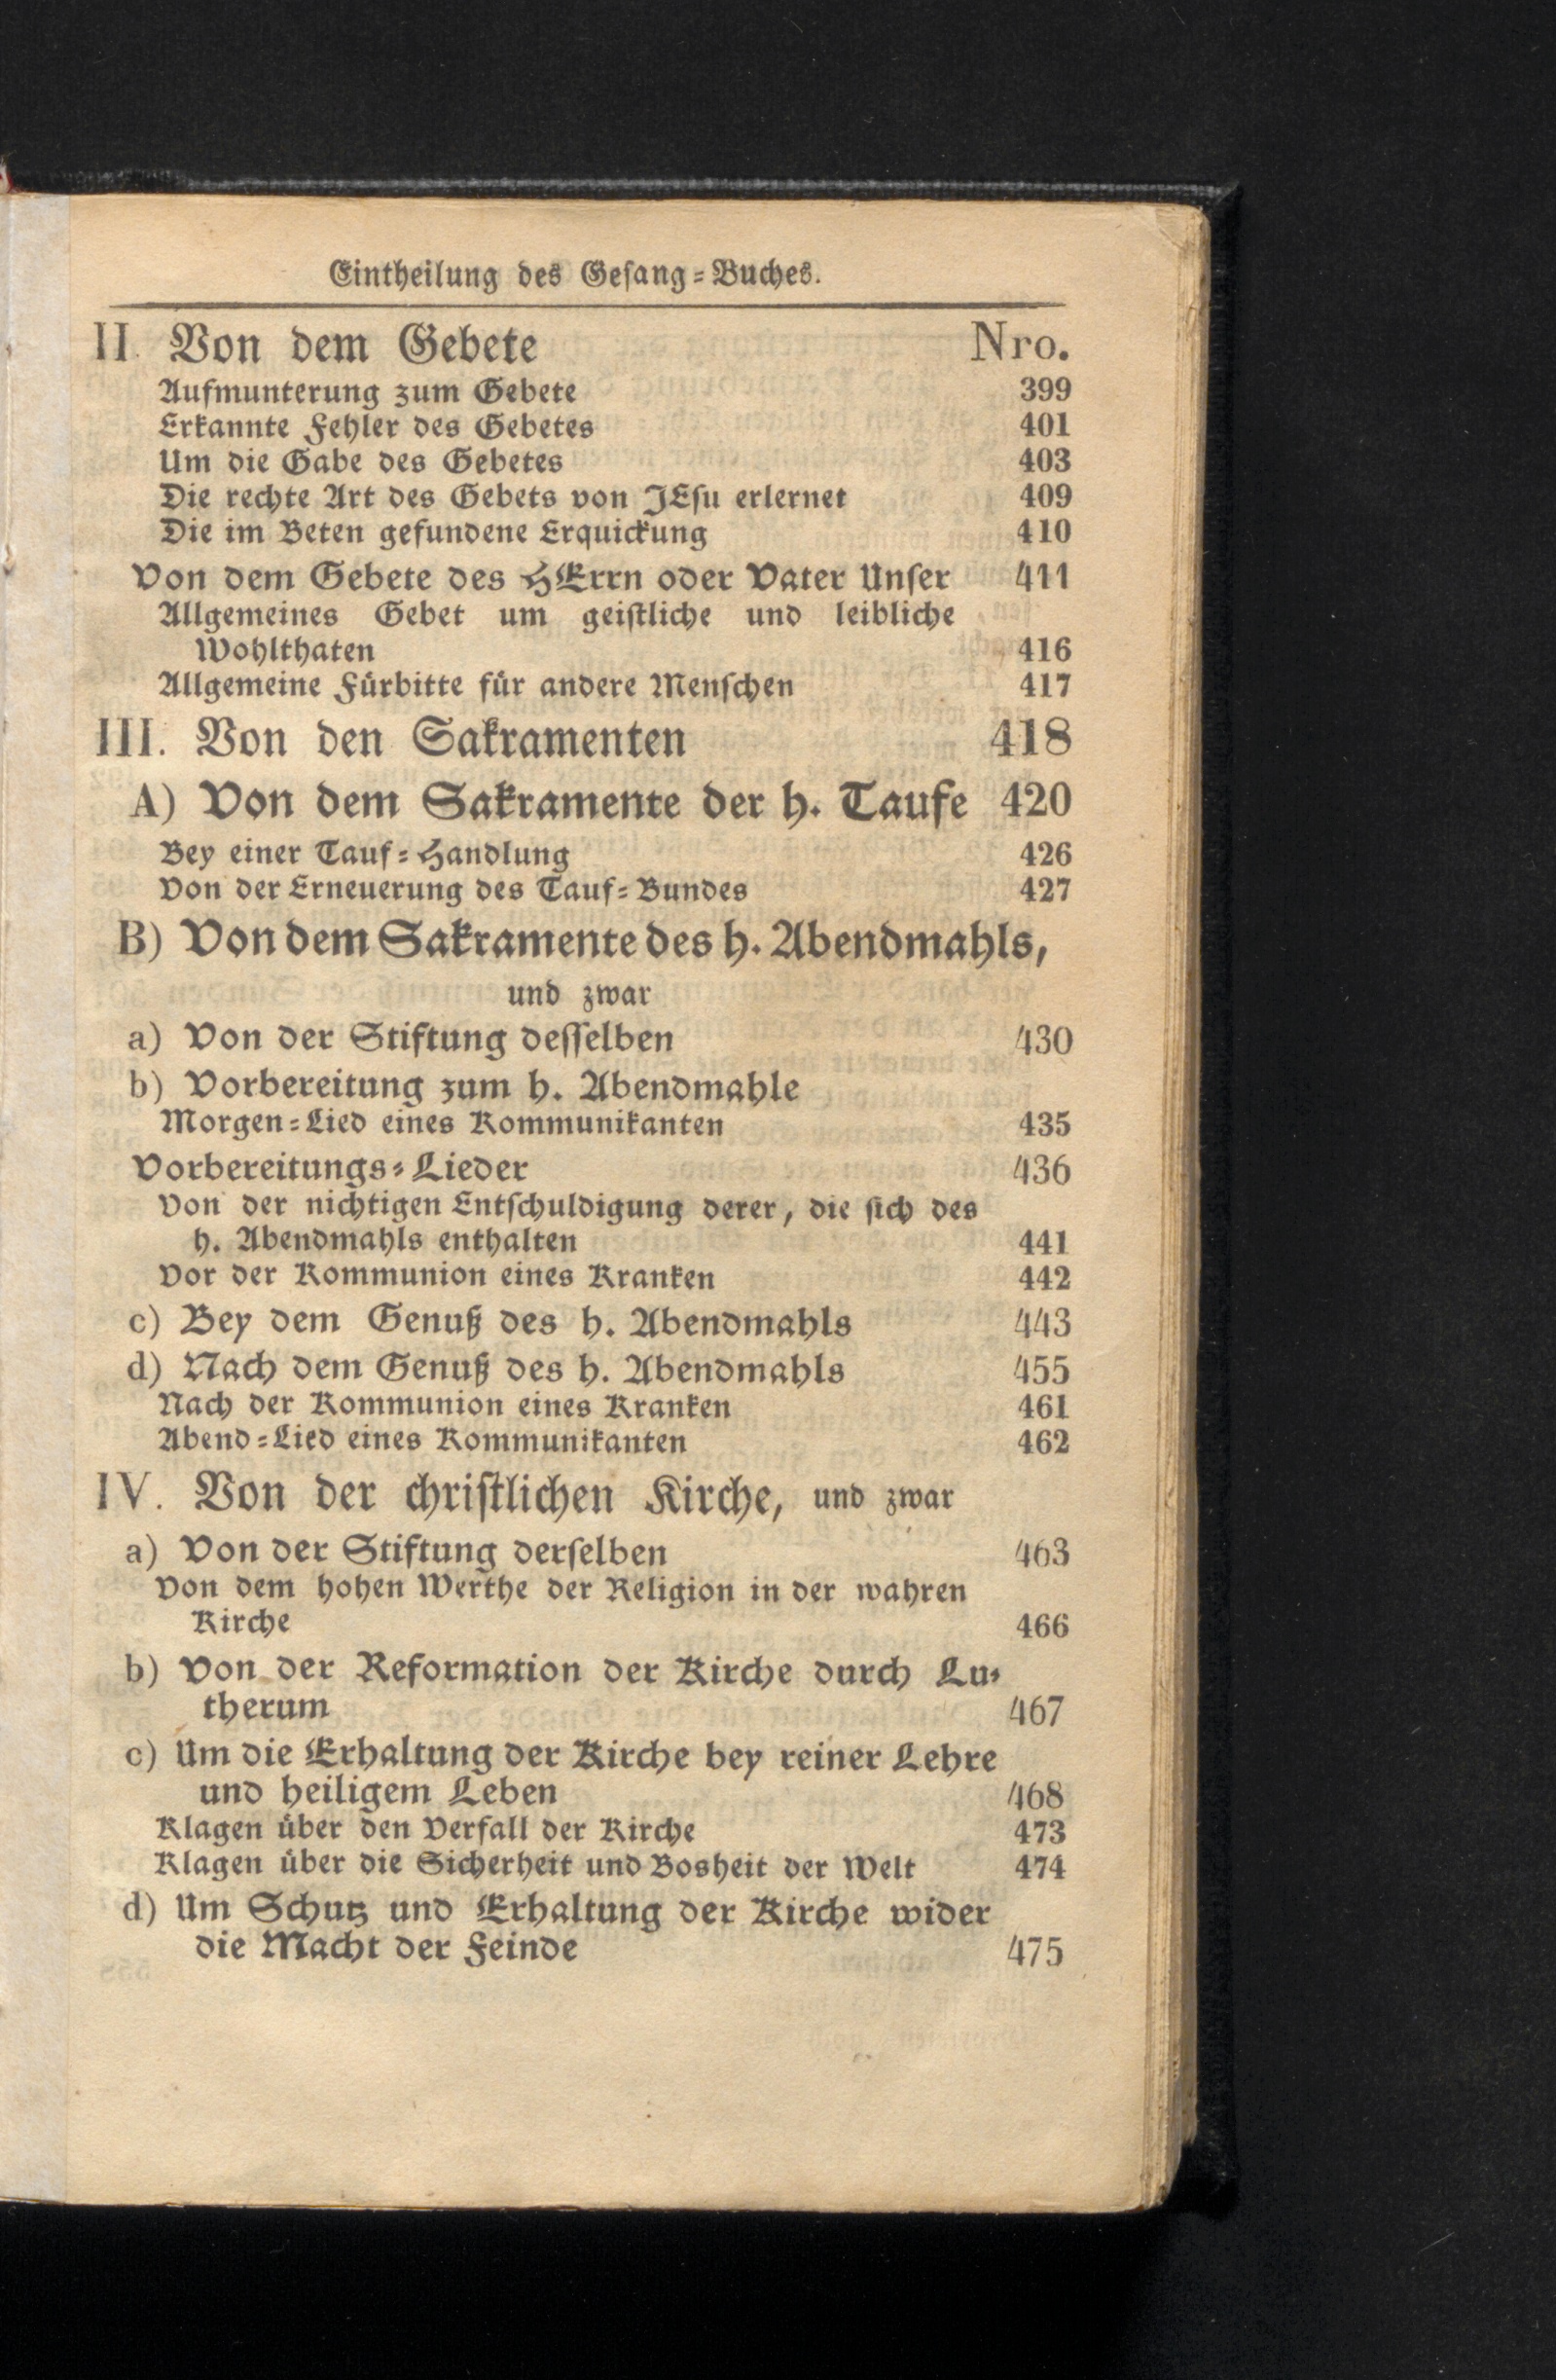 Eintheilung des Geſang=Buches.
II. Von dem Gebete Nro.
Aufmunterung zum Gebete 399
Erkannte Fehler des Gebetes 401
Um die Gabe des Gebetes 403
Die rechte Art des Gebets von JEſu erlernet 409
Die im Beten gefundene Erquickung 410
Von dem Gebete des HErrn oder Vater Unſer 411
Allgemeines Gebet um geiſtliche und leibliche
Wohlthaten 416
Allgemeine Fürbitte für andere Menſchen 417
III. Von den Sakramenten 418
A) Von dem Sakramente der h. Taufe 420
Bey einer Tauf=Handlung 426
Von der Erneuerung des Tauf=Bundes 427
B) Von dem Sakramente des h. Abendmahls,
und zwar
a) Von der Stiftung deſſelben 430
b) Vorbereitung zum h. Abendmahle
Morgen=Lied eines Kommunikanten 435
Vorbereitungs=Lieder 436
Von der nichtigen Entſchuldigung derer, die ſich des
h. Abendmahls enthalten 441
Vor der Kommunion eines Kranken 442
c) Bey dem Genuß des h. Abendmahls 443
d) Nach dem Genuß des h. Abendmahls 455
Nach der Kommunion eines Kranken 461
Abend=Lied eines Kommunikanten 462
IV. Von der chriſtlichen Kirche, und zwar
a) Von der Stiftung derſelben 463
Von dem hohen Werthe der Religion in der wahren
Kirche 466
b) Von der Reformation der Kirche durch Lu=
therum 467
c) Um die Erhaltung der Kirche bey reiner Lehre
und heiligem Leben 468
Klagen über den Verfall der Kirche 473
Klagen über die Sicherheit und Bosheit der Welt 474
d) Um Schutz und Erhaltung der Kirche wider
die Macht der Feinde 475